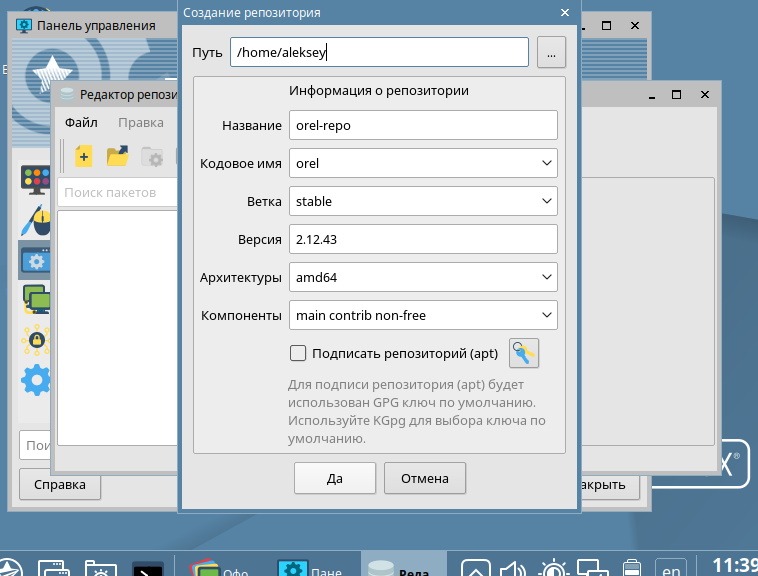 Создание репозитория
Панель управления
Путь
/home/aleksey
...
Информация о репозитории
Редактор репози
Файл
Правка
Название
orel-repo
Кодовое имя
orel
Поиск пакетов
Ветка
stable
Версия
2.12.43
Архитектуры
amd64
Компоненты
main contrib non-free
Подписать репозиторий (apt)
Для подписи репозитория (apt) будет
использован GPG ключ по умолчанию.
Используйте KGpg для выбора ключа по
умолчанию.
Пои
Справка
Да
Отмена
акрыть
X®
Офо
Пане
Реда
en
11:39